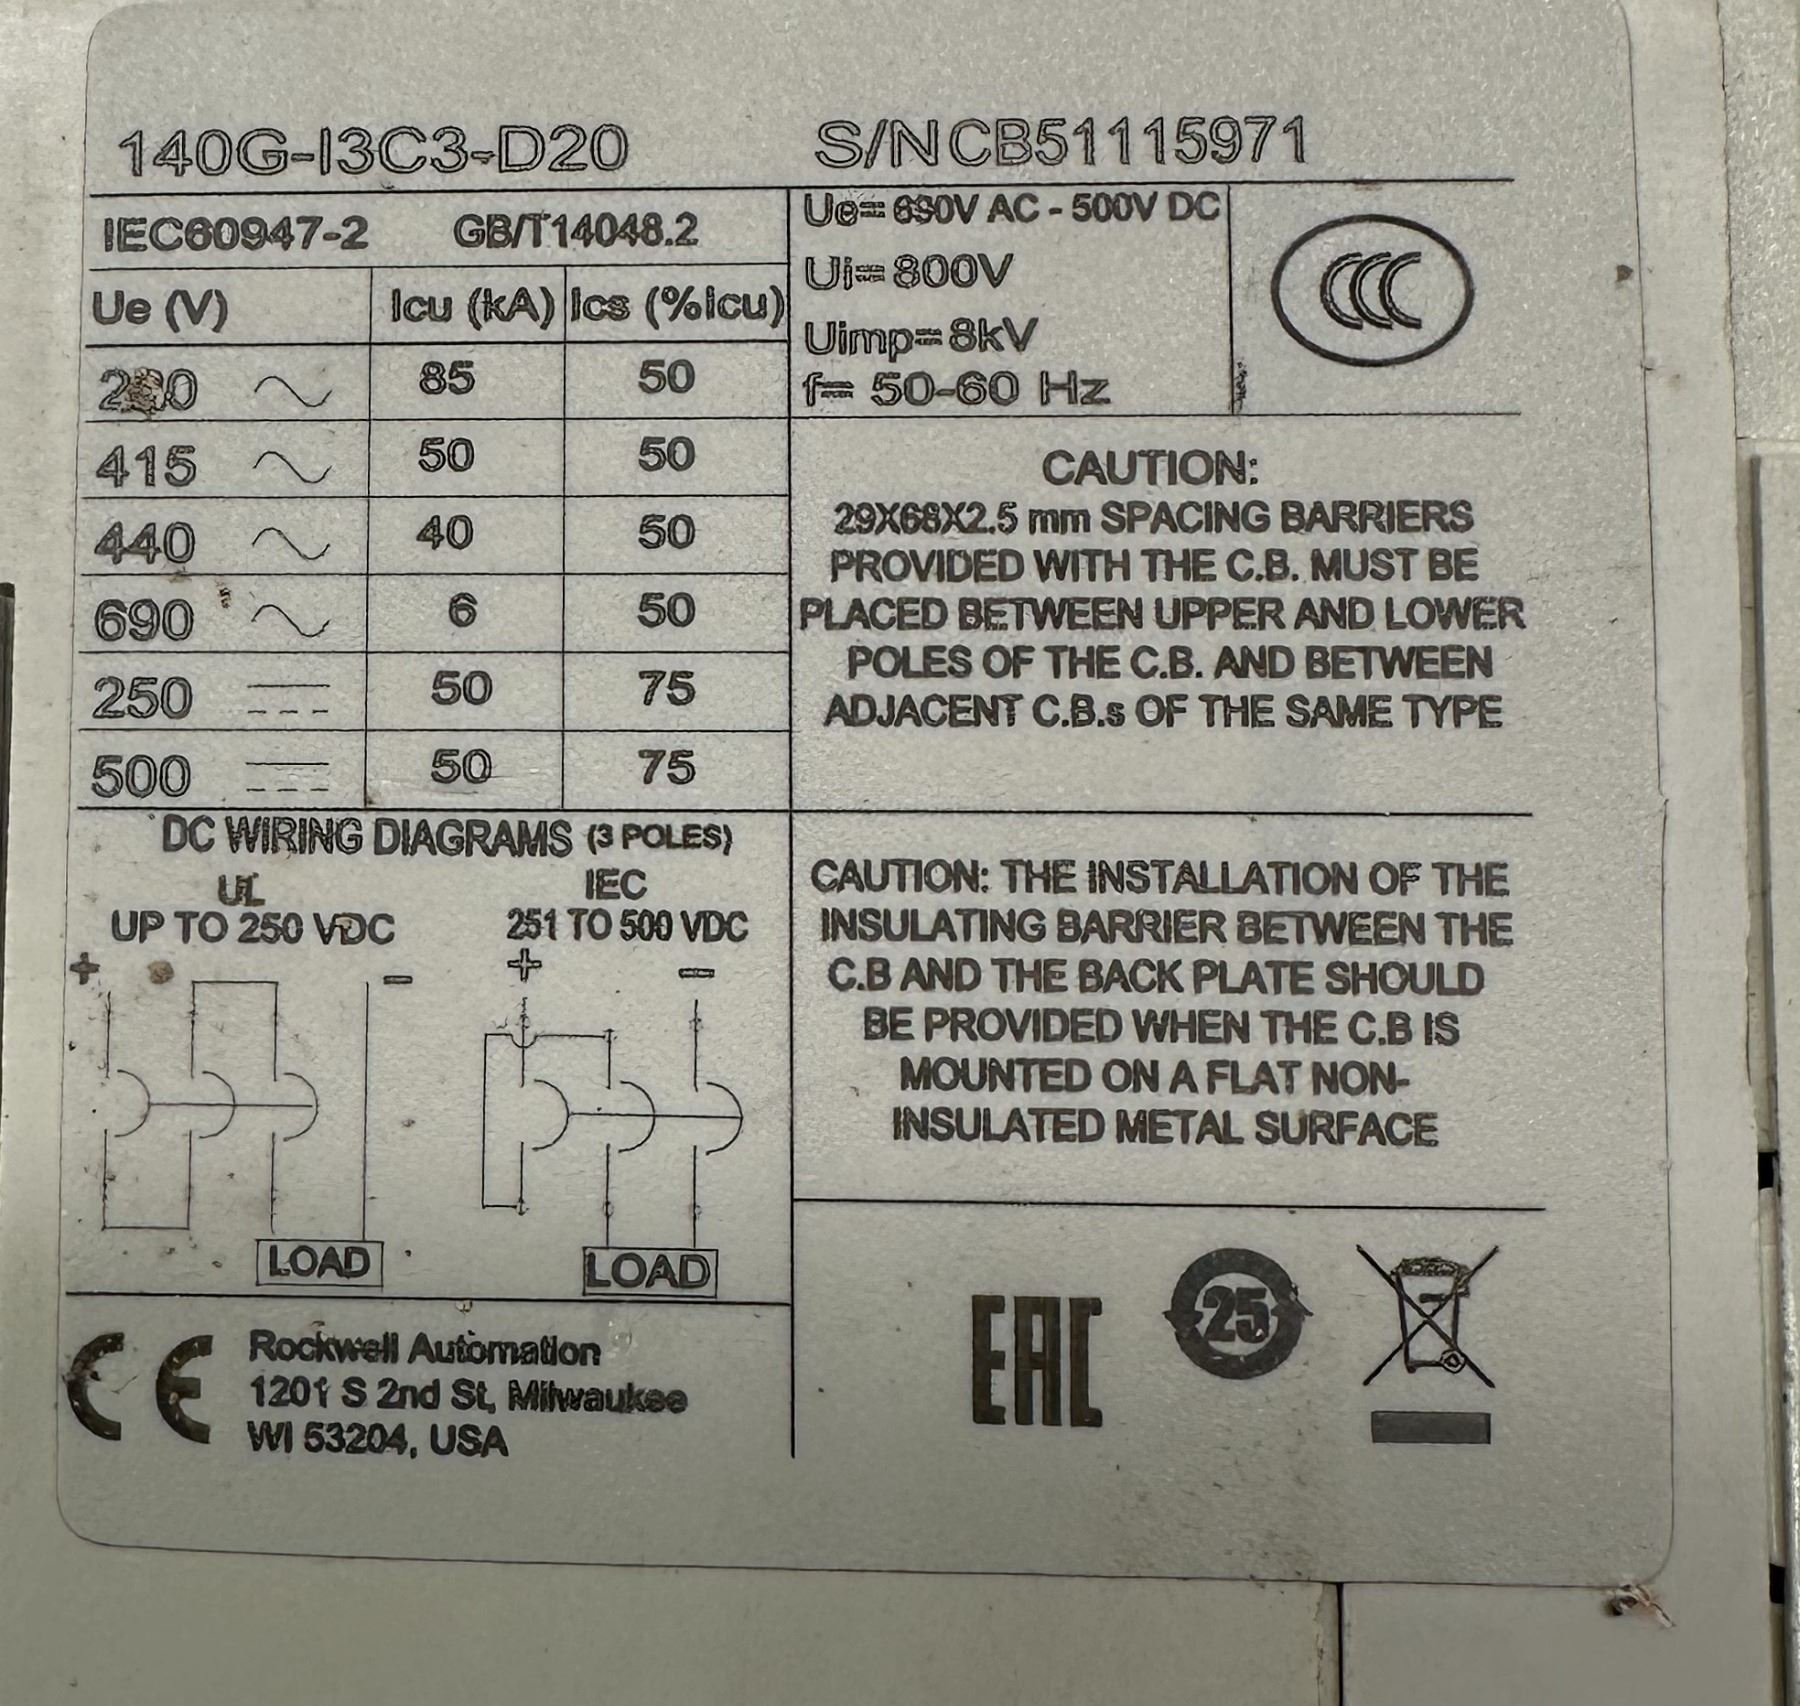 140G-I3C3-D20 S/N CB51115971
IEC60947-2 GB/T14048.2
Ue (V) Icu (kA) Ics (%Icu)
85 50
415 50 50
440 40 50
690 6 50
250 50 75
500 50 75
Ue= 690V AC - 500V DC
Ui= 800V
Uimp= 8kV
f= 50-60 Hz
CCC
CAUTION:
29X68X2.5 mm SPACING BARRIERS
PROVIDED WITH THE C.B. MUST BE
PLACED BETWEEN UPPER AND LOWER
POLES OF THE C.B. AND BETWEEN
ADJACENT C.B.s OF THE SAME TYPE
DC WIRING DIAGRAMS (3 POLES)
UL
UP TO 250 VDC
+ -
LOAD
IEC
251 TO 500 VDC
+ -
LOAD
CAUTION: THE INSTALLATION OF THE
INSULATING BARRIER BETWEEN THE
C.B AND THE BACK PLATE SHOULD
BE PROVIDED WHEN THE C.B IS
MOUNTED ON A FLAT NON-
INSULATED METAL SURFACE
CE
Rockwell Automation
1201 S 2nd St, Milwaukee
WI 53204, USA
EAC
25